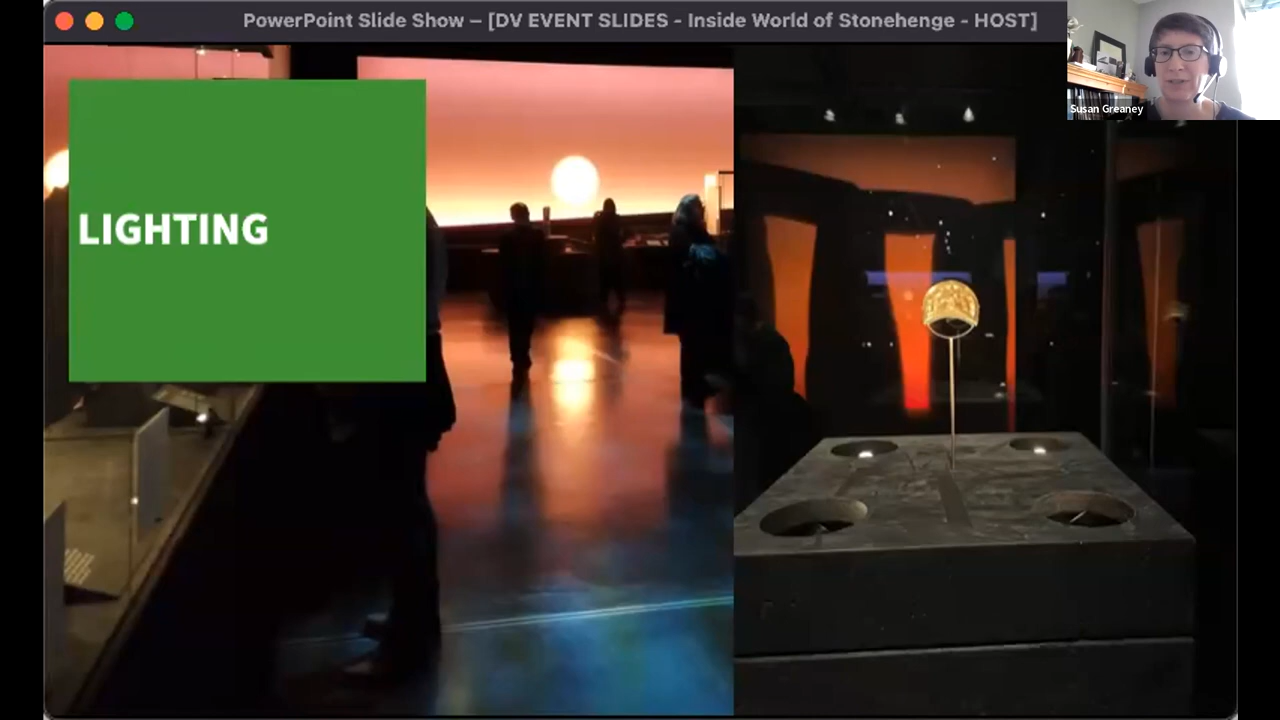 PowerPoint Slide Show – [DV EVENT SLIDES - Inside World of Stonehenge - HOST]
Susan Greaney
LIGHTING